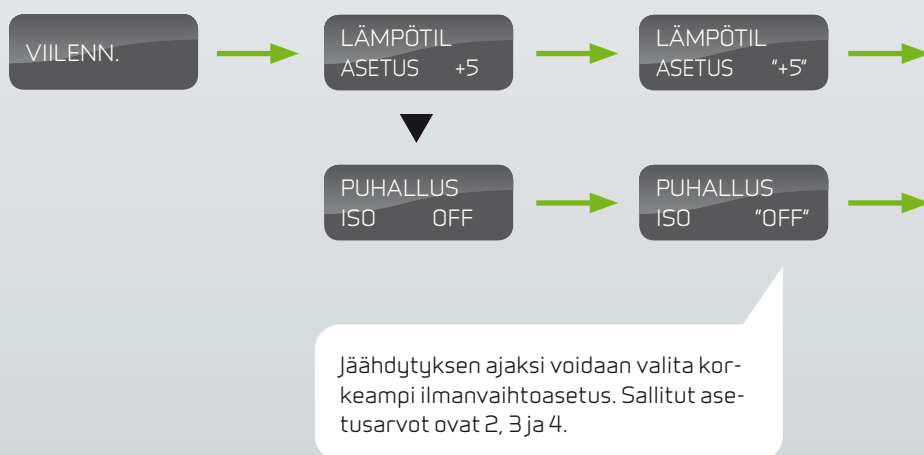 VIILENN.
LÄMPÖTIL
ASETUS +5
LÄMPÖTIL
ASETUS "+5"
PUHALLUS
ISO OFF
PUHALLUS
ISO "OFF"
Jäähdytyksen ajaksi voidaan valita kor-
keampi ilmanvaihtoasetus. Sallitut ase-
tusarvot ovat 2, 3 ja 4.